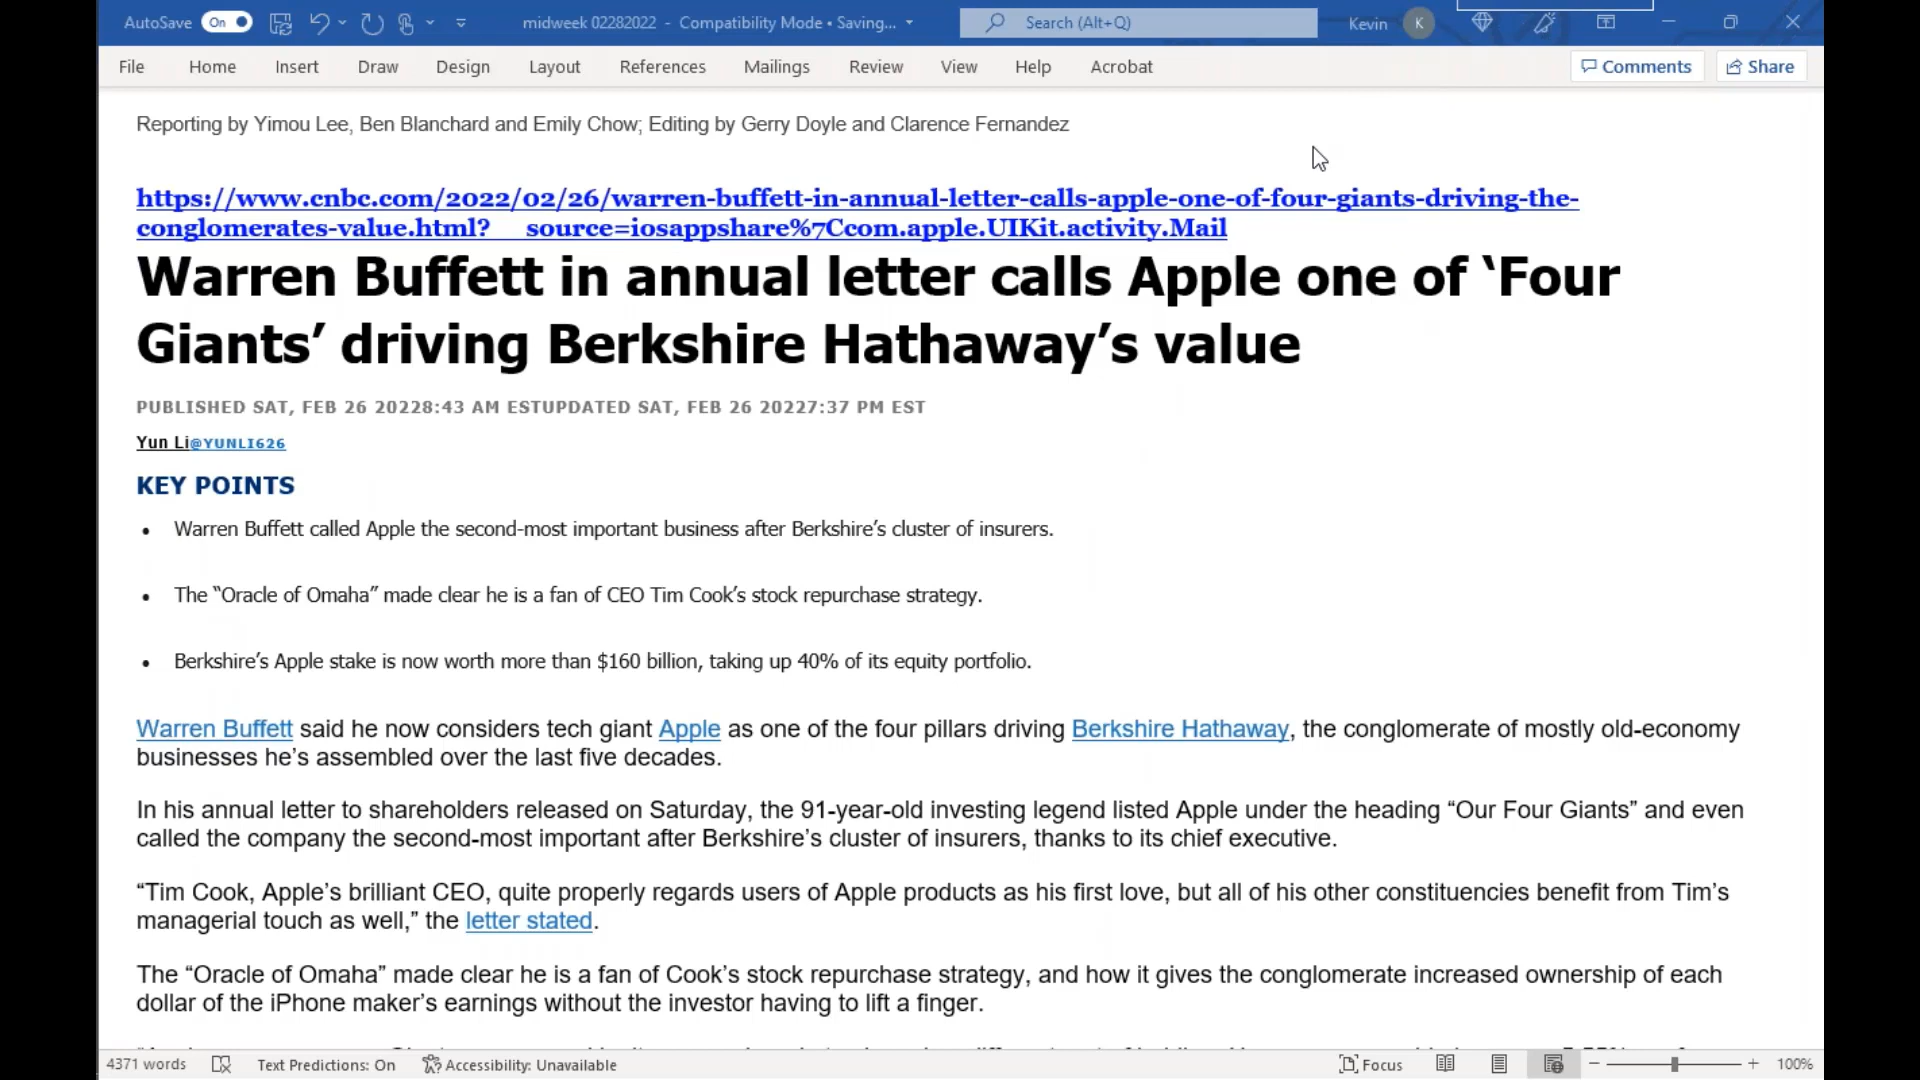 AutoSave On midweek 02282022 - Compatibility Mode • Saving... Search (Alt+Q) Kevin K
File Home Insert Draw Design Layout References Mailings Review View Help Acrobat Comments Share
Reporting by Yimou Lee, Ben Blanchard and Emily Chow; Editing by Gerry Doyle and Clarence Fernandez
https://www.cnbc.com/2022/02/26/warren-buffett-in-annual-letter-calls-apple-one-of-four-giants-driving-the-
conglomerates-value.html?__source=iosappshare%7Ccom.apple.UIKit.activity.Mail
Warren Buffett in annual letter calls Apple one of ‘Four
Giants’ driving Berkshire Hathaway’s value
PUBLISHED SAT, FEB 26 20228:43 AM ESTUPDATED SAT, FEB 26 20227:37 PM EST
Yun Li@YUNLI626
KEY POINTS
• Warren Buffett called Apple the second-most important business after Berkshire’s cluster of insurers.
• The “Oracle of Omaha” made clear he is a fan of CEO Tim Cook’s stock repurchase strategy.
• Berkshire’s Apple stake is now worth more than $160 billion, taking up 40% of its equity portfolio.
Warren Buffett said he now considers tech giant Apple as one of the four pillars driving Berkshire Hathaway, the conglomerate of mostly old-economy
businesses he’s assembled over the last five decades.
In his annual letter to shareholders released on Saturday, the 91-year-old investing legend listed Apple under the heading “Our Four Giants” and even
called the company the second-most important after Berkshire’s cluster of insurers, thanks to its chief executive.
“Tim Cook, Apple’s brilliant CEO, quite properly regards users of Apple products as his first love, but all of his other constituencies benefit from Tim’s
managerial touch as well,” the letter stated.
The “Oracle of Omaha” made clear he is a fan of Cook’s stock repurchase strategy, and how it gives the conglomerate increased ownership of each
dollar of the iPhone maker’s earnings without the investor having to lift a finger.
4371 words Text Predictions: On Accessibility: Unavailable Focus 100%